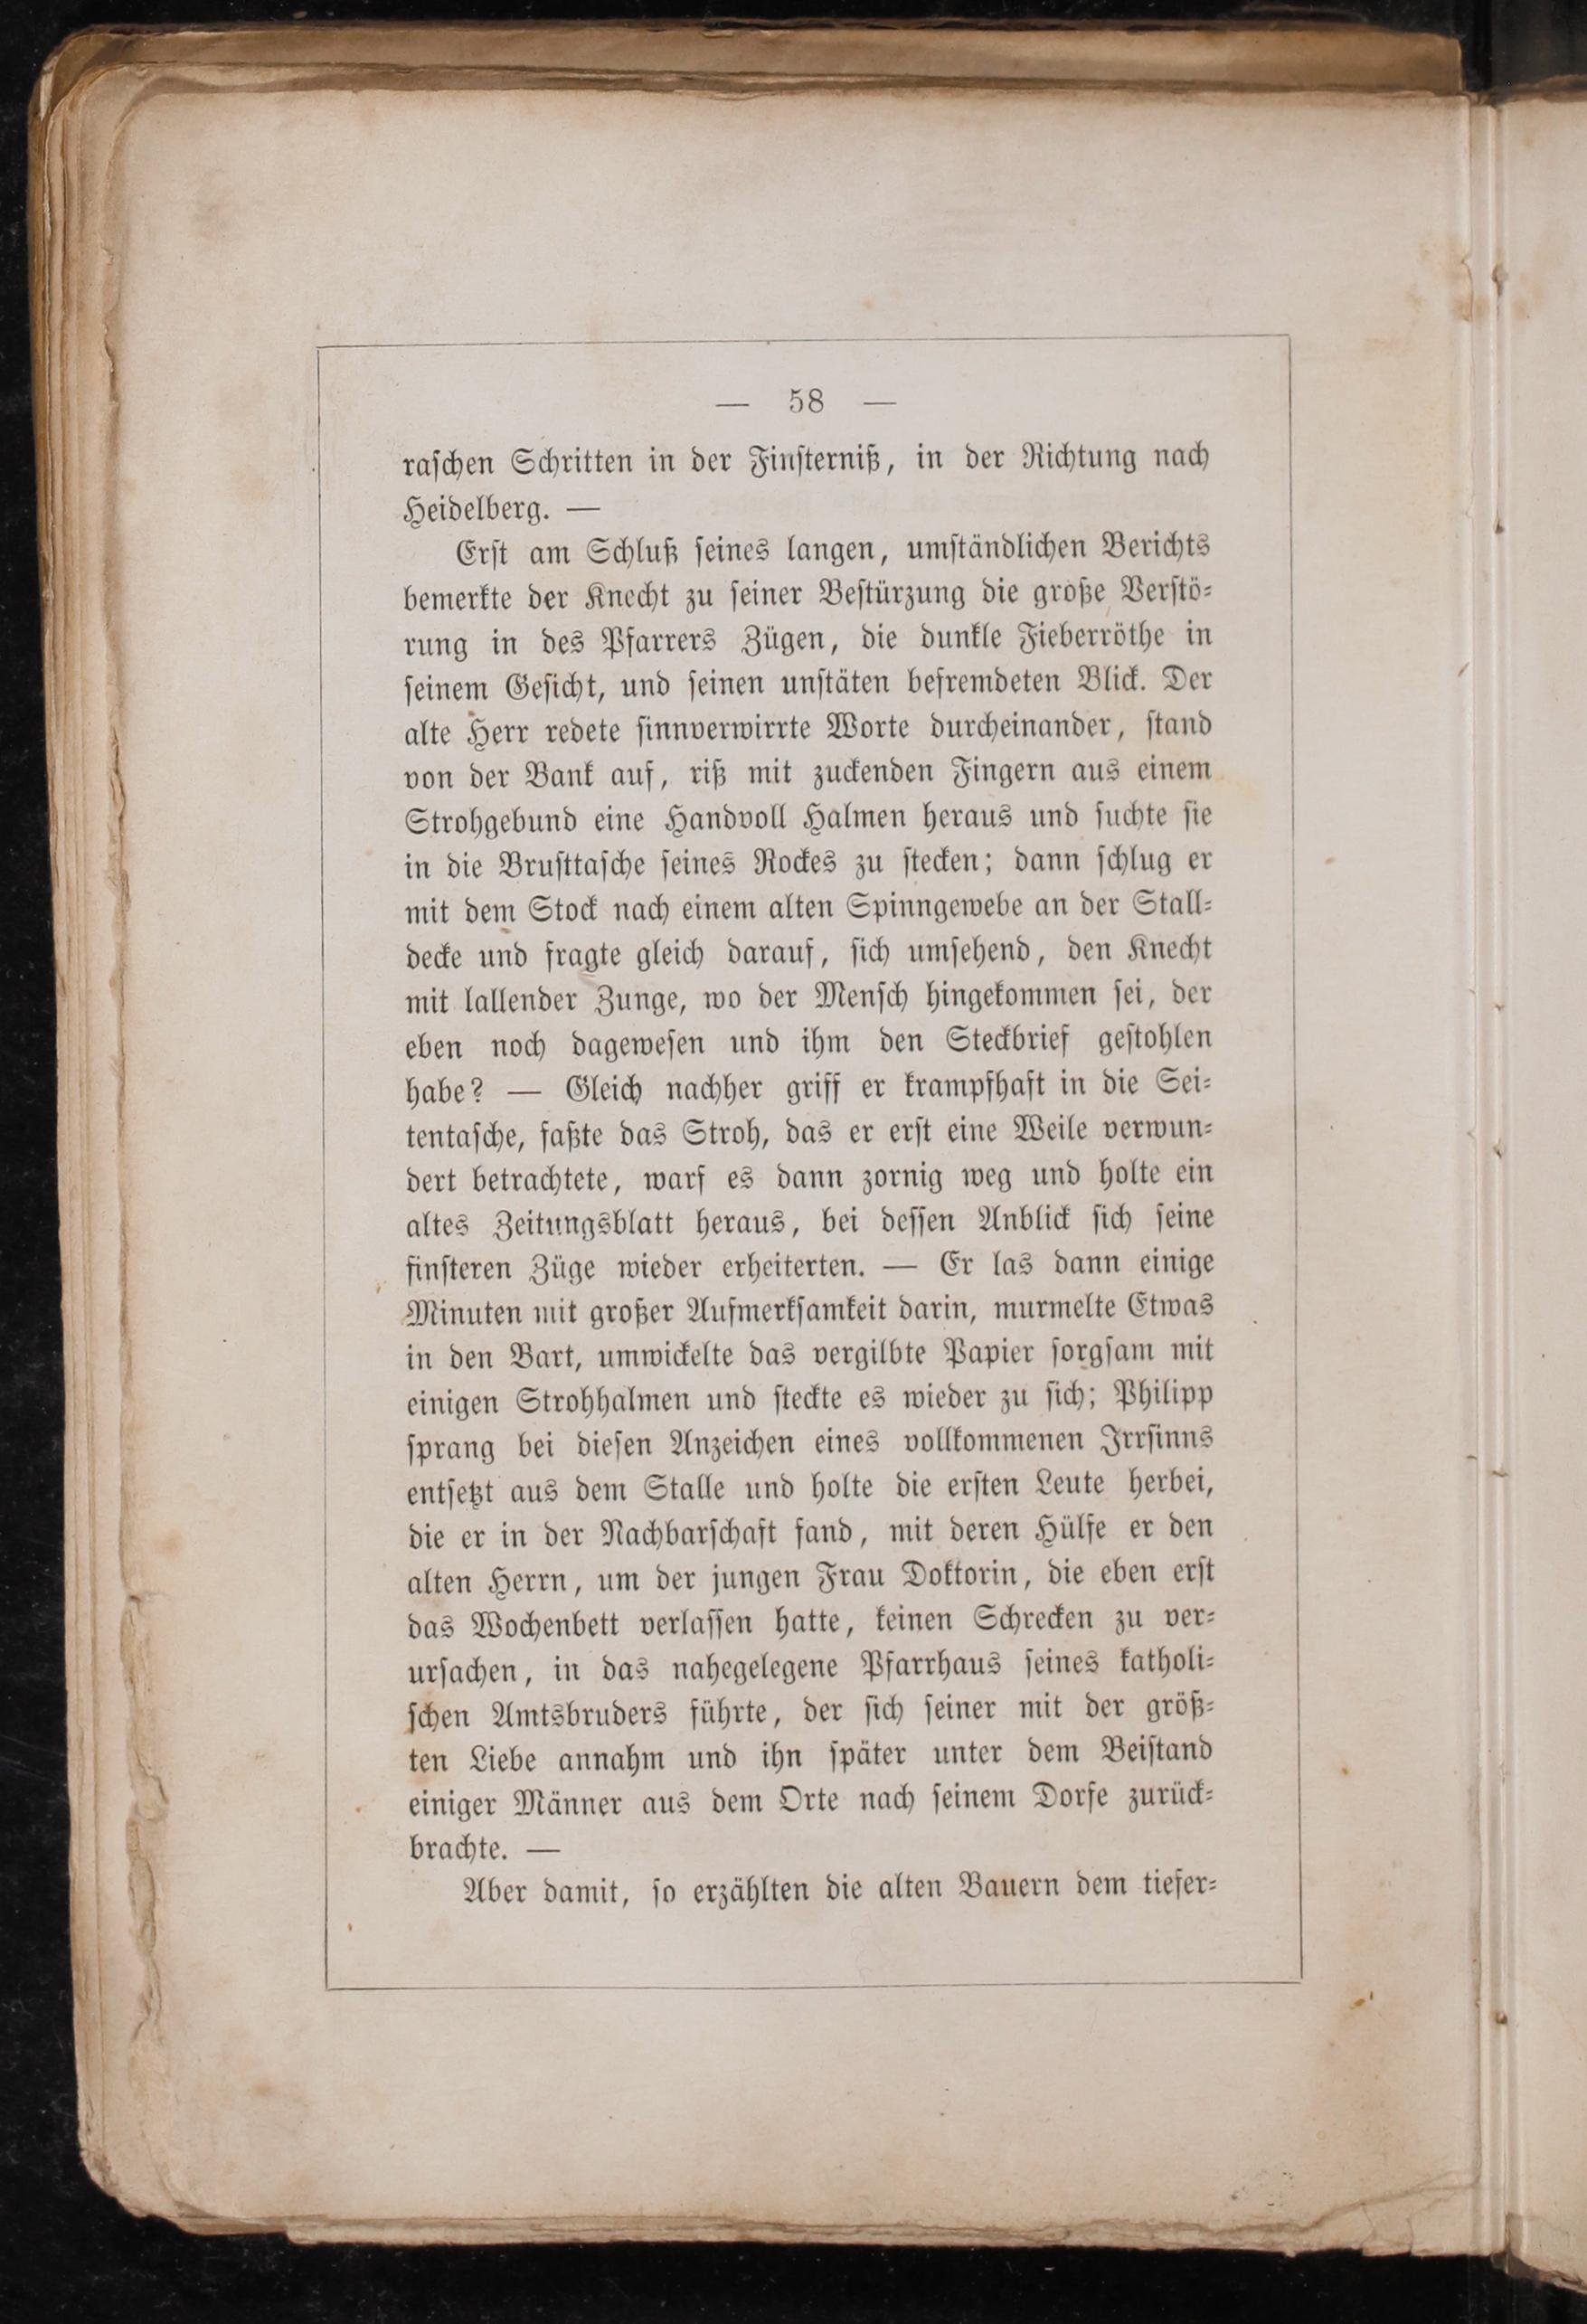 — 58 —
raschen Schritten in der Finsterniß, in der Richtung nach
Heidelberg. —
Erst am Schluß seines langen, umständlichen Berichts
bemerkte der Knecht zu seiner Bestürzung die große Verstö-
rung in des Pfarrers Zügen, die dunkle Fieberröthe in
seinem Gesicht, und seinen unstäten befremdeten Blick. Der
alte Herr redete sinnverwirrte Worte durcheinander, stand
von der Bank auf, riß mit zuckenden Fingern aus einem
Strohgebund eine Handvoll Halmen heraus und suchte sie
in die Brusttasche seines Rockes zu stecken; dann schlug er
mit dem Stock nach einem alten Spinngewebe an der Stall-
decke und fragte gleich darauf, sich umsehend, den Knecht
mit lallender Zunge, wo der Mensch hingekommen sei, der
eben noch dagewesen und ihm den Steckbrief gestohlen
habe? — Gleich nachher griff er krampfhaft in die Sei-
tentasche, faßte das Stroh, das er erst eine Weile verwun-
dert betrachtete, warf es dann zornig weg und holte ein
altes Zeitungsblatt heraus, bei dessen Anblick sich seine
finsteren Züge wieder erheiterten. — Er las dann einige
Minuten mit großer Aufmerksamkeit darin, murmelte Etwas
in den Bart, umwickelte das vergilbte Papier sorgsam mit
einigen Strohhalmen und steckte es wieder zu sich; Philipp
sprang bei diesen Anzeichen eines vollkommenen Irrsinns
entsetzt aus dem Stalle und holte die ersten Leute herbei,
die er in der Nachbarschaft fand, mit deren Hülfe er den
alten Herrn, um der jungen Frau Doktorin, die eben erst
das Wochenbett verlassen hatte, keinen Schrecken zu ver-
ursachen, in das nahegelegene Pfarrhaus seines katholi-
schen Amtsbruders führte, der sich seiner mit der größ-
ten Liebe annahm und ihn später unter dem Beistand
einiger Männer aus dem Orte nach seinem Dorfe zurück-
brachte. —
Aber damit, so erzählten die alten Bauern dem tiefer-